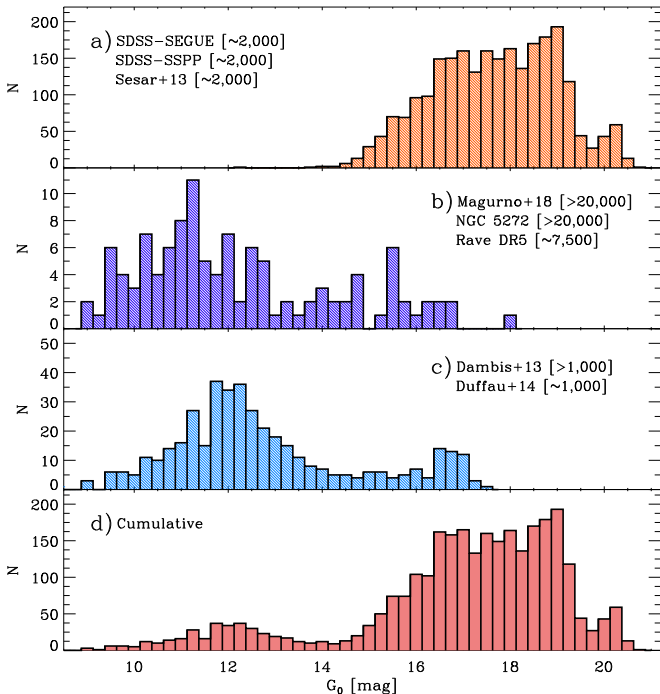 200
150
100
50
0
N
a) SDSS-SEGUE [~2,000]
SDSS-SSPP [~2,000]
Sesar+13 [~2,000]
10
8
6
4
2
0
N
b) Magurno+18 [>20,000]
NGC 5272 [>20,000]
Rave DR5 [~7,500]
50
40
30
20
10
0
N
c) Dambis+13 [>1,000]
Duffau+14 [~1,000]
200
150
100
50
0
N
d) Cumulative
10 12 14 16 18 20
G₀ [mag]